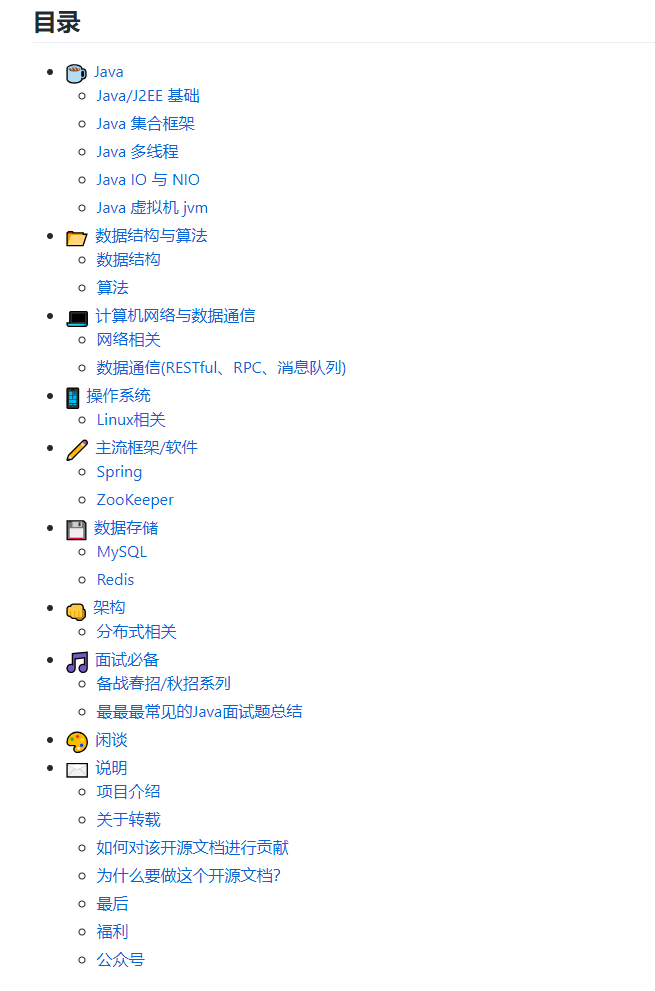 目录
Java
Java/J2EE 基础
Java 集合框架
Java 多线程
Java IO 与 NIO
Java 虚拟机 jvm
数据结构与算法
数据结构
算法
计算机网络与数据通信
网络相关
数据通信(RESTful、RPC、消息队列)
操作系统
Linux相关
主流框架/软件
Spring
ZooKeeper
数据存储
MySQL
Redis
架构
分布式相关
面试必备
备战春招/秋招系列
最最最常见的Java面试题总结
闲谈
说明
项目介绍
关于转载
如何对该开源文档进行贡献
为什么要做这个开源文档?
最后
福利
公众号